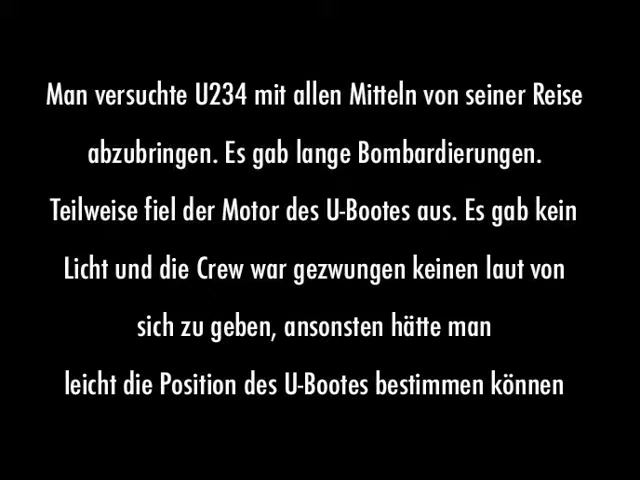 Man versuchte U234 mit allen Mitteln von seiner Reise
abzubringen. Es gab lange Bombardierungen.
Teilweise fiel der Motor des U-Bootes aus. Es gab kein
Licht und die Crew war gezwungen keinen laut von
sich zu geben, ansonsten hätte man
leicht die Position des U-Bootes bestimmen können